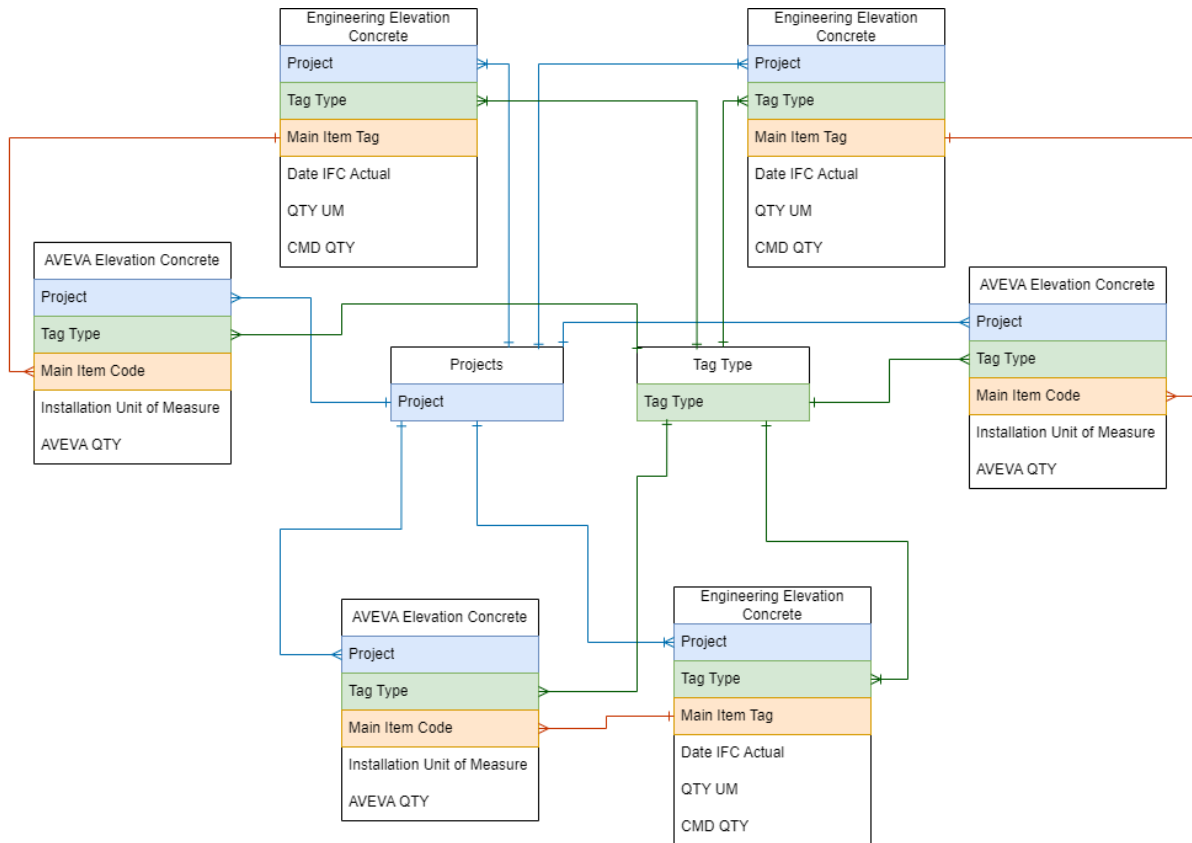 Engineering Elevation
Concrete
Project
Tag Type
Main Item Tag
Date IFC Actual
QTY UM
CMD QTY
Engineering Elevation
Concrete
Project
Tag Type
Main Item Tag
Date IFC Actual
QTY UM
CMD QTY
AVEVA Elevation Concrete
Project
Tag Type
Main Item Code
Installation Unit of Measure
AVEVA QTY
AVEVA Elevation Concrete
Project
Tag Type
Main Item Code
Installation Unit of Measure
AVEVA QTY
Projects
Project
Tag Type
Tag Type
AVEVA Elevation Concrete
Project
Tag Type
Main Item Code
Installation Unit of Measure
AVEVA QTY
Engineering Elevation
Concrete
Project
Tag Type
Main Item Tag
Date IFC Actual
QTY UM
CMD QTY